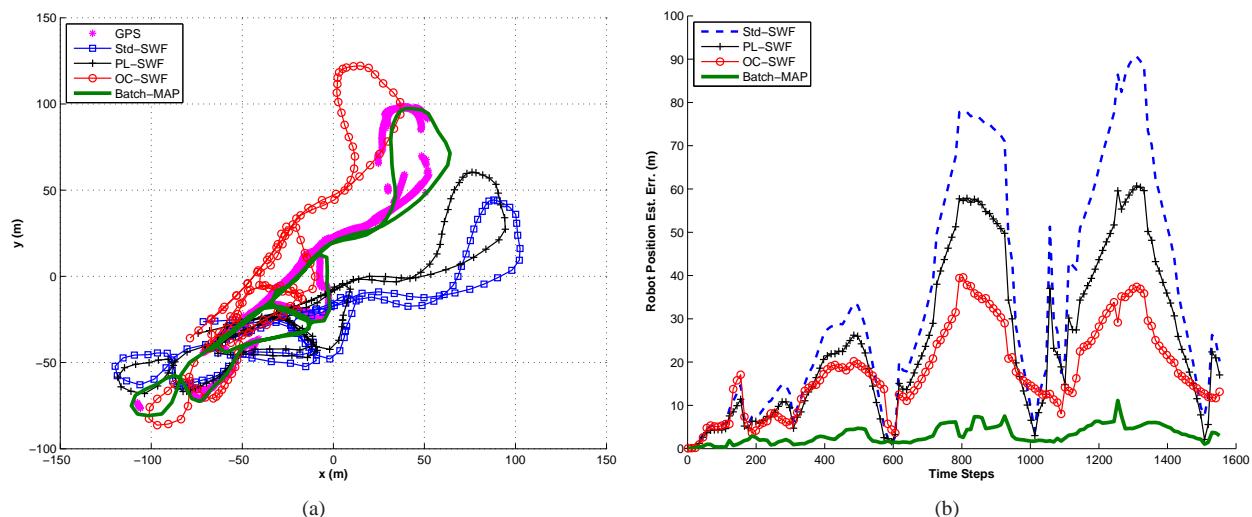 150
100
50
0
−50
−100
−150
−100
−50
0
50
100
150
x (m)
y (m)
GPS
Std−SWF
PL−SWF
OC−SWF
Batch−MAP
(a)
100
90
80
70
60
50
40
30
20
10
0
0
200
400
600
800
1000
1200
1400
1600
Time Steps
Robot Position Est. Err. (m)
Std−SWF
PL−SWF
OC−SWF
Batch−MAP
(b)